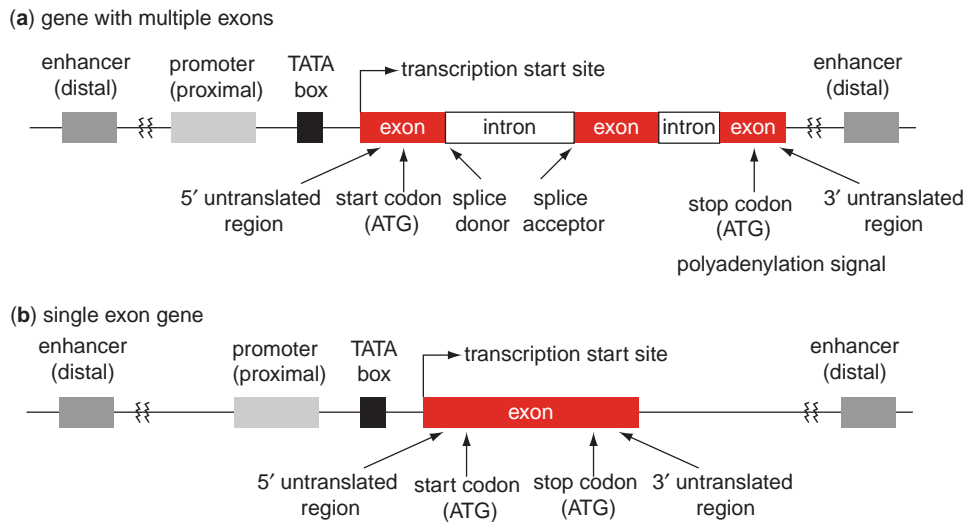 (a) gene with multiple exons
enhancer
(distal)
promoter
(proximal)
TATA
box
transcription start site
enhancer
(distal)
exon
intron
exon
intron
exon
5′ untranslated
region
start codon
(ATG)
splice
donor
splice
acceptor
stop codon
(ATG)
3′ untranslated
region
polyadenylation signal
(b) single exon gene
enhancer
(distal)
promoter
(proximal)
TATA
box
transcription start site
enhancer
(distal)
exon
5′ untranslated
region
start codon
(ATG)
stop codon
(ATG)
3′ untranslated
region